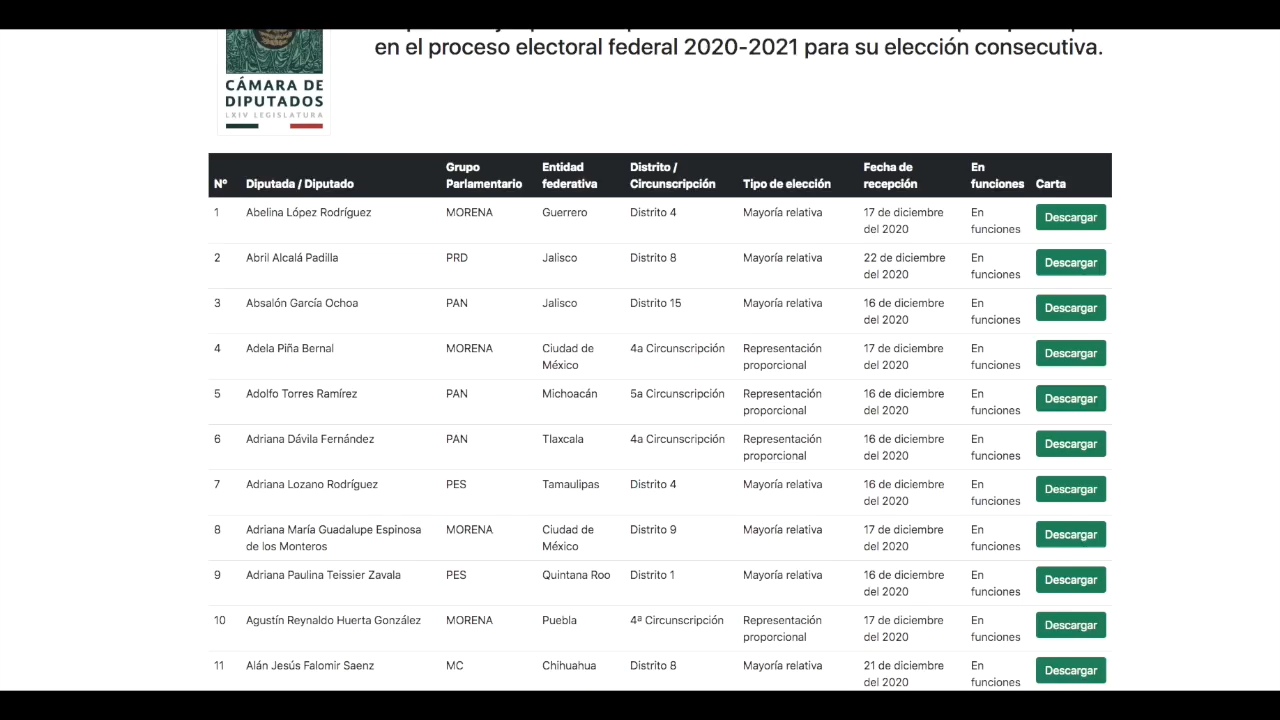 en el proceso electoral federal 2020-2021 para su elección consecutiva.
CÁMARA DE
DIPUTADOS
LXIV LEGISLATURA
Nº Diputada / Diputado Grupo Parlamentario Entidad federativa Distrito / Circunscripción Tipo de elección Fecha de recepción En funciones Carta
1 Abelina López Rodríguez MORENA Guerrero Distrito 4 Mayoría relativa 17 de diciembre del 2020 En funciones Descargar
2 Abril Alcalá Padilla PRD Jalisco Distrito 8 Mayoría relativa 22 de diciembre del 2020 En funciones Descargar
3 Absalón García Ochoa PAN Jalisco Distrito 15 Mayoría relativa 16 de diciembre del 2020 En funciones Descargar
4 Adela Piña Bernal MORENA Ciudad de México 4a Circunscripción Representación proporcional 17 de diciembre del 2020 En funciones Descargar
5 Adolfo Torres Ramírez PAN Michoacán 5a Circunscripción Representación proporcional 16 de diciembre del 2020 En funciones Descargar
6 Adriana Dávila Fernández PAN Tlaxcala 4a Circunscripción Representación proporcional 16 de diciembre del 2020 En funciones Descargar
7 Adriana Lozano Rodríguez PES Tamaulipas Distrito 4 Mayoría relativa 16 de diciembre del 2020 En funciones Descargar
8 Adriana María Guadalupe Espinosa de los Monteros MORENA Ciudad de México Distrito 9 Mayoría relativa 17 de diciembre del 2020 En funciones Descargar
9 Adriana Paulina Teissier Zavala PES Quintana Roo Distrito 1 Mayoría relativa 16 de diciembre del 2020 En funciones Descargar
10 Agustín Reynaldo Huerta González MORENA Puebla 4ª Circunscripción Representación proporcional 17 de diciembre del 2020 En funciones Descargar
11 Alán Jesús Falomir Saenz MC Chihuahua Distrito 8 Mayoría relativa 21 de diciembre del 2020 En funciones Descargar